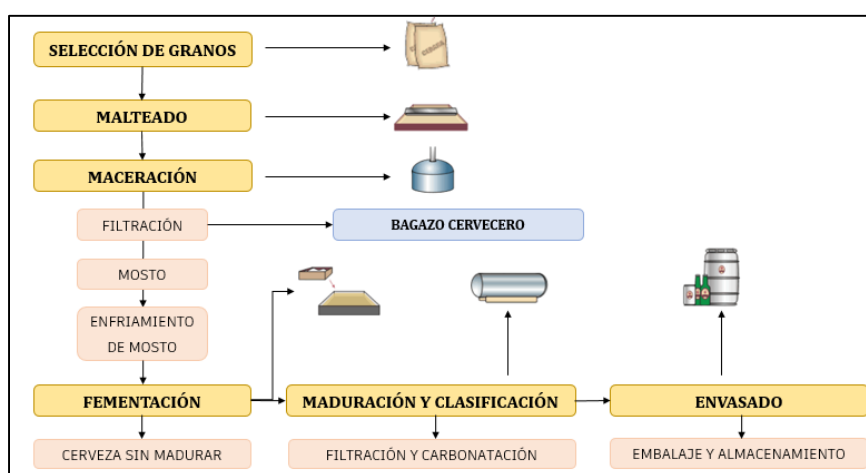 SELECCIÓN DE GRANOS
MALTEADO
MACERACIÓN
FILTRACIÓN
BAGAZO CERVECERO
MOSTO
ENFRIAMIENTO
DE MOSTO
FEMENTACIÓN
MADURACIÓN Y CLASIFICACIÓN
ENVASADO
CERVEZA SIN MADURAR
FILTRACIÓN Y CARBONATACIÓN
EMBALAJE Y ALMACENAMIENTO